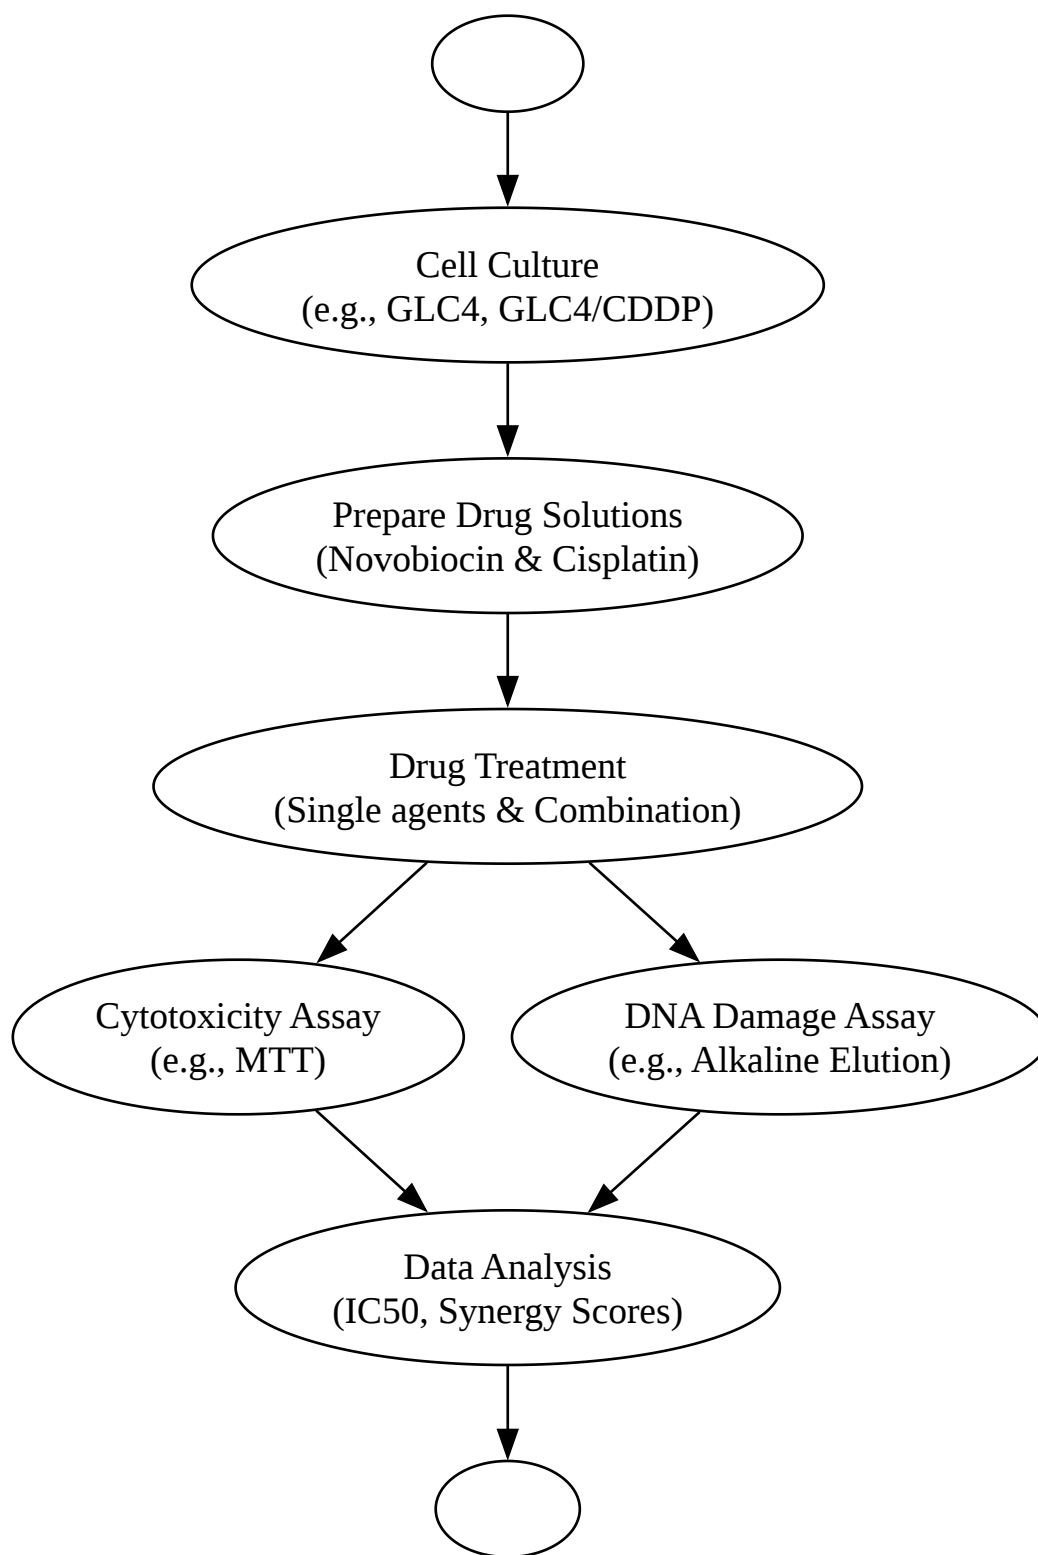 Cell Culture
(e.g., GLC4, GLC4/CDDP)
Prepare Drug Solutions
(Novobiocin & Cisplatin)
Drug Treatment
(Single agents & Combination)
Cytotoxicity Assay
(e.g., MTT)
DNA Damage Assay
(e.g., Alkaline Elution)
Data Analysis
(IC50, Synergy Scores)